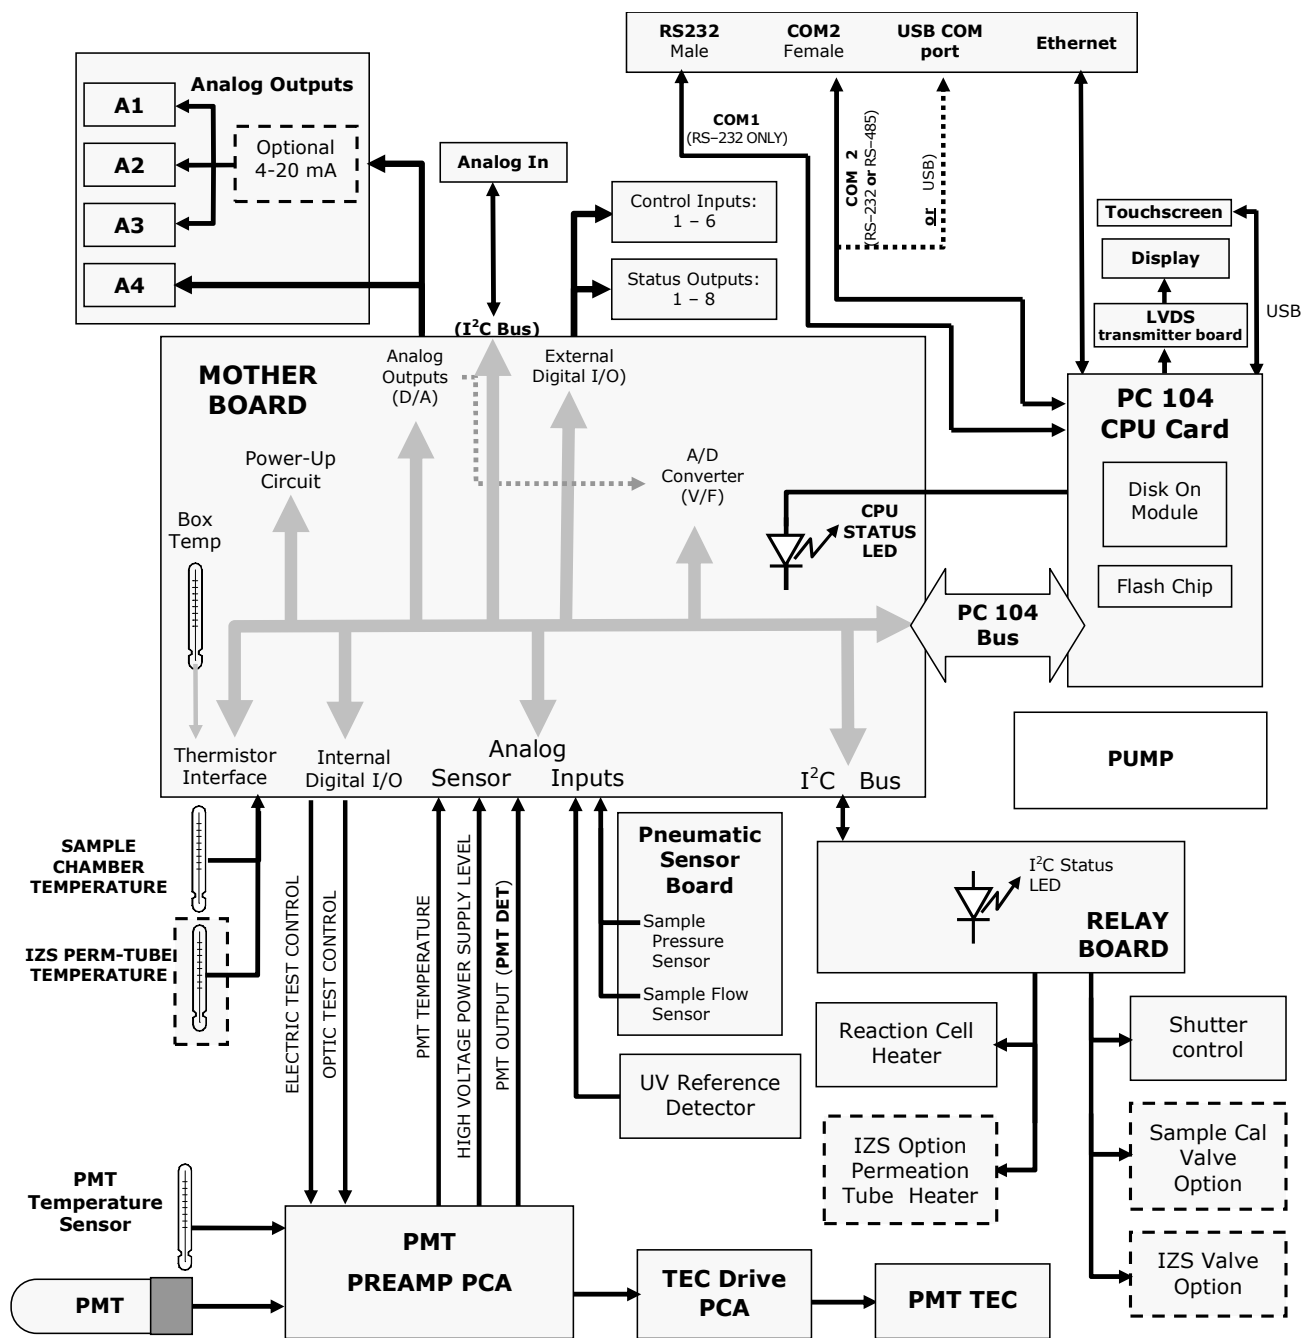 RS232
Male
COM2
Female
USB COM
port
Ethernet
Analog Outputs
A1
A2
A3
A4
Optional
4-20 mA
Analog In
COM1
(RS–232 ONLY)
COM 2
(RS–232 or RS–485)
or USB)
Control Inputs:
1 – 6
Status Outputs:
1 – 8
Touchscreen
Display
LVDS
transmitter board
USB
(I²C Bus)
MOTHER
BOARD
Analog
Outputs
(D/A)
External
Digital I/O)
Power-Up
Circuit
A/D
Converter
(V/F)
Box
Temp
CPU
STATUS
LED
PC 104
CPU Card
Disk On
Module
Flash Chip
PC 104
Bus
Thermistor
Interface
Internal
Digital I/O
Analog
Sensor Inputs
I²C Bus
PUMP
SAMPLE
CHAMBER
TEMPERATURE
IZS PERM-TUBE
TEMPERATURE
ELECTRIC TEST CONTROL
OPTIC TEST CONTROL
PMT TEMPERATURE
HIGH VOLTAGE POWER SUPPLY LEVEL
PMT OUTPUT (PMT DET)
Pneumatic
Sensor
Board
Sample
Pressure
Sensor
Sample Flow
Sensor
UV Reference
Detector
I²C Status
LED
RELAY
BOARD
Reaction Cell
Heater
IZS Option
Permeation
Tube Heater
Shutter
control
Sample Cal
Valve
Option
IZS Valve
Option
PMT
Temperature
Sensor
PMT
PMT
PREAMP PCA
TEC Drive
PCA
PMT TEC